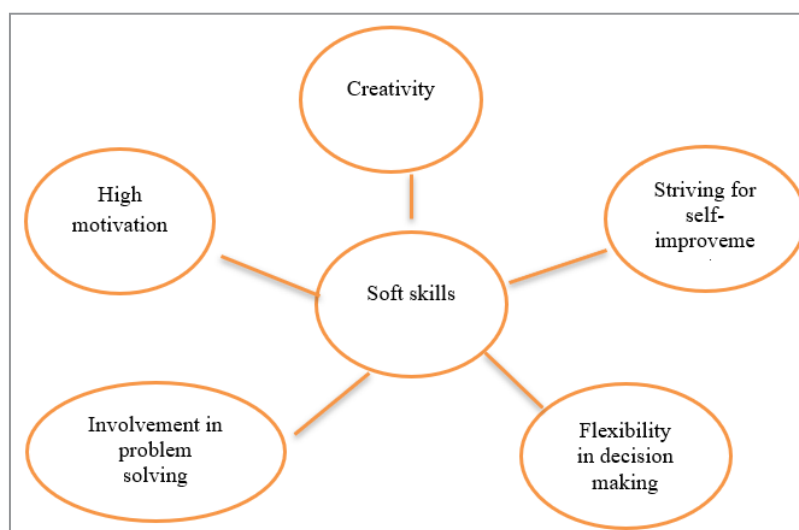 Creativity
High
motivation
Striving for
self-
improveme
Soft skills
Involvement in
problem
solving
Flexibility
in decision
making